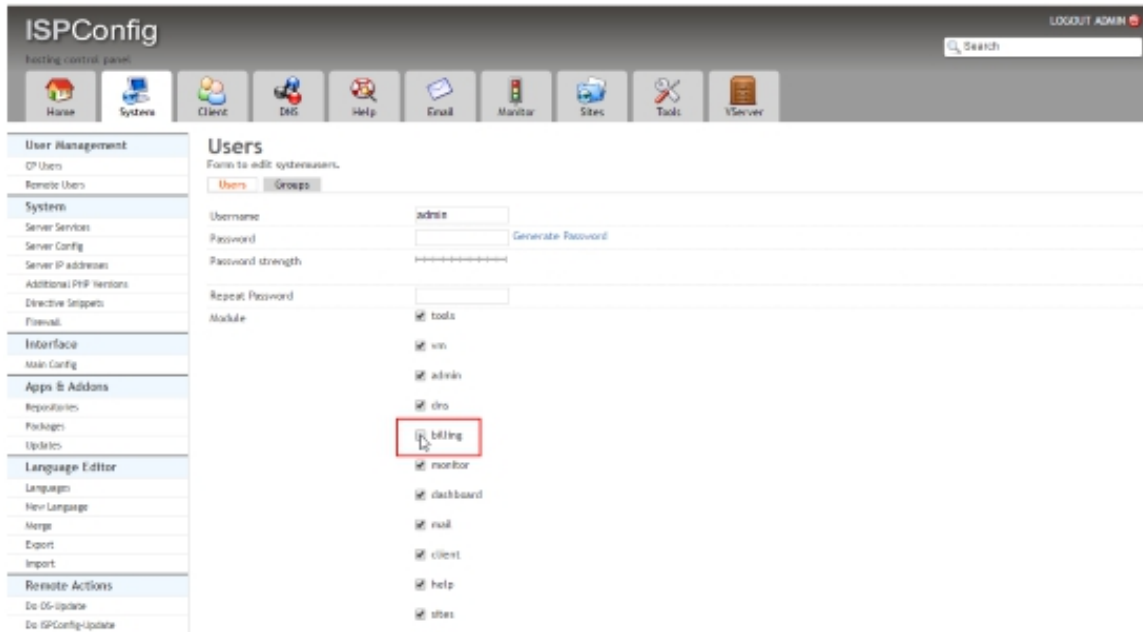 ISPConfig
hosting control panel
LOGOUT ADMIN
Search
Home
System
Client
DNS
Help
Email
Monitor
Sites
Tools
VServer
User Management
CP Users
Remote Users
System
Server Services
Server Config
Server IP addresses
Additional PHP Versions
Directive Snippets
Firewall
Interface
Main Config
Apps & Addons
Repositories
Packages
Updates
Language Editor
Languages
New Language
Merge
Export
Import
Remote Actions
Do OS-Update
Do ISPConfig-Update
Users
Form to edit systemusers.
Users
Groups
Username
admin
Password
Generate Password
Password strength
Repeat Password
Module
tools
vm
admin
dns
billing
monitor
dashboard
mail
client
help
sites